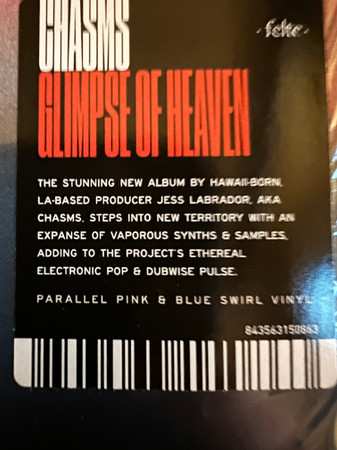 CHASMS
-felte-
GLIMPSE OF HEAVEN
THE STUNNING NEW ALBUM BY HAWAII-BORN,
LA-BASED PRODUCER JESS LABRADOR, AKA
CHASMS, STEPS INTO NEW TERRITORY WITH AN
EXPANSE OF VAPOROUS SYNTHS & SAMPLES,
ADDING TO THE PROJECT'S ETHEREAL
ELECTRONIC POP & DUBWISE PULSE.
PARALLEL PINK & BLUE SWIRL VINYL
843563150863